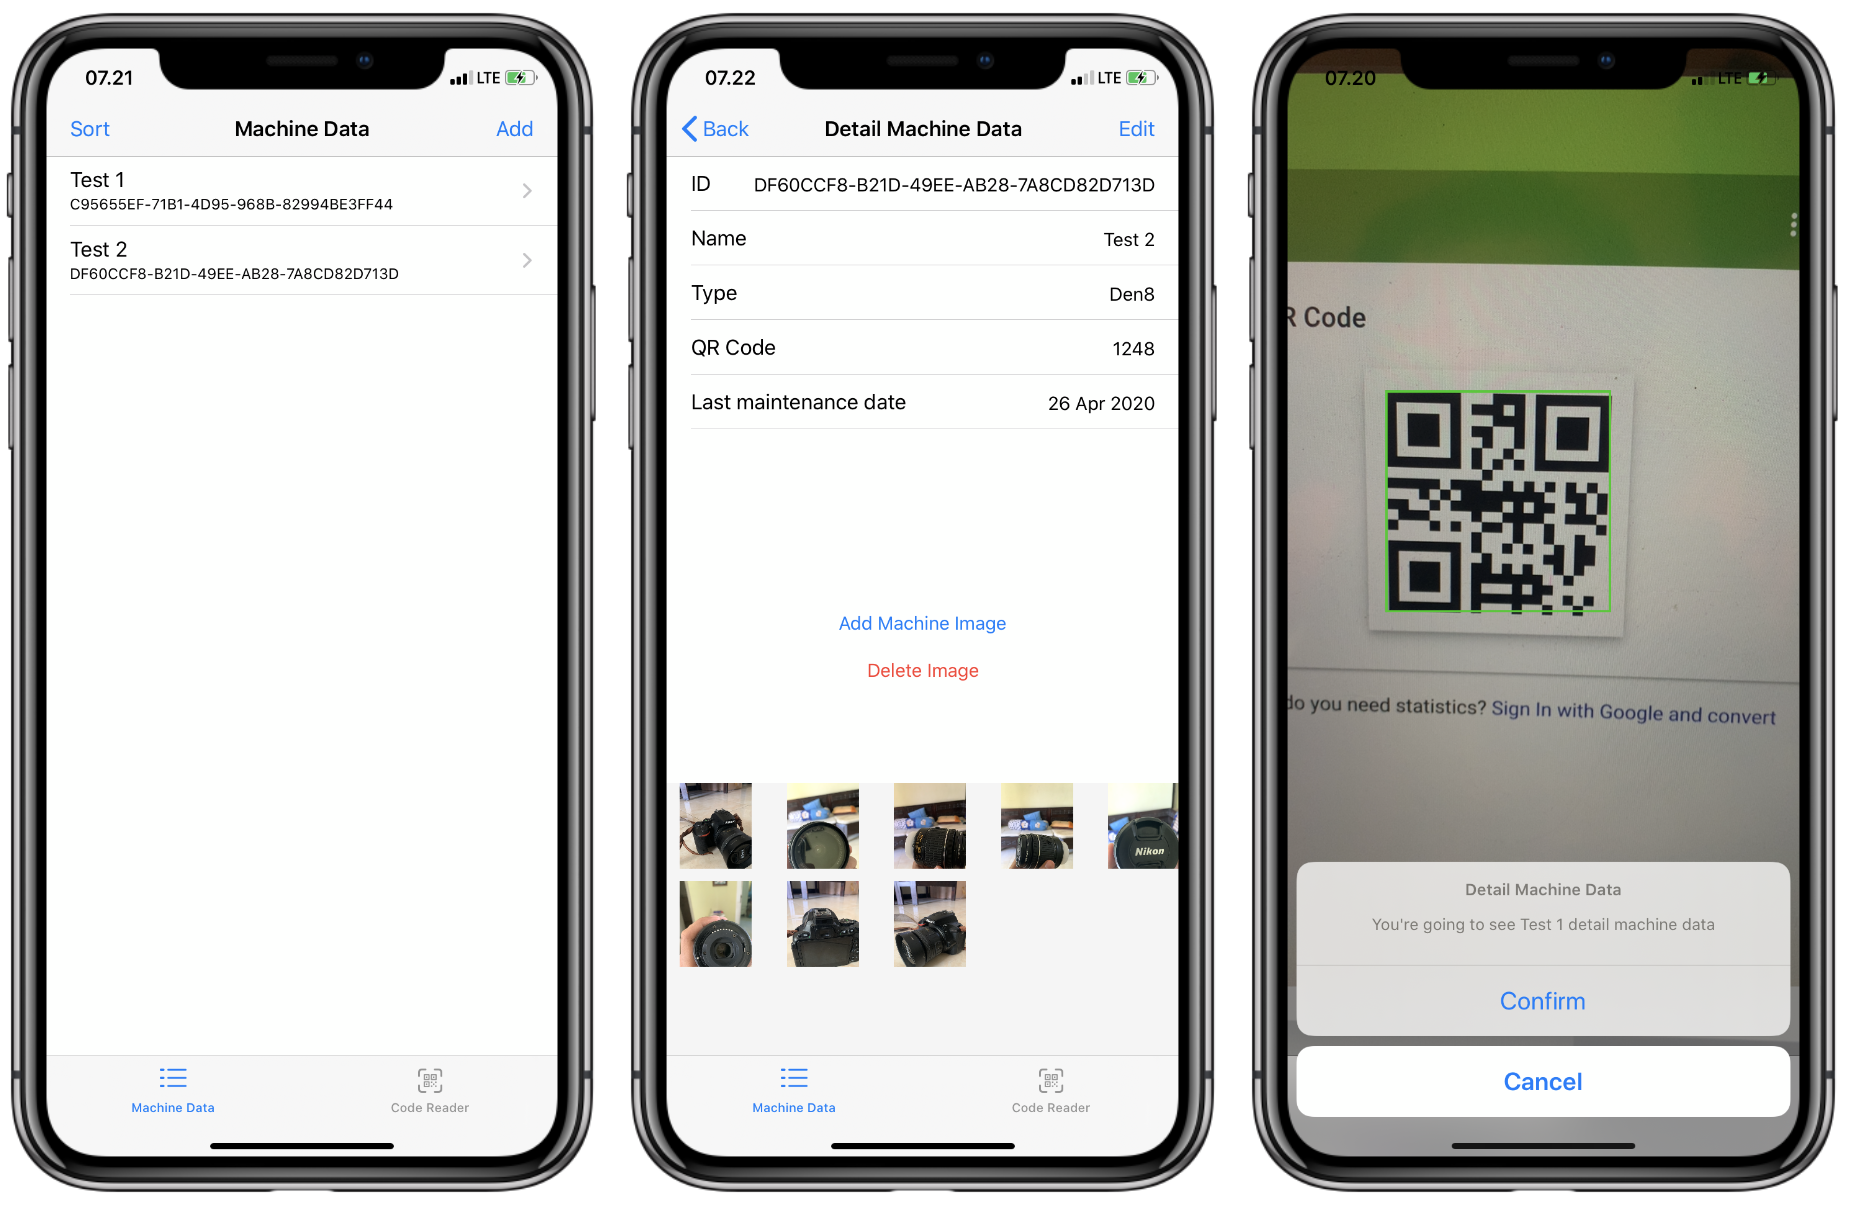 07.21
LTE
Sort
Machine Data
Add
Test 1
C95655EF-71B1-4D95-968B-82994BE3FF44
Test 2
DF60CCF8-B21D-49EE-AB28-7A8CD82D713D
Machine Data
Code Reader
07.22
LTE
Back
Detail Machine Data
Edit
ID DF60CCF8-B21D-49EE-AB28-7A8CD82D713D
Name Test 2
Type Den8
QR Code 1248
Last maintenance date 26 Apr 2020
Add Machine Image
Delete Image
Nikon
Machine Data
Code Reader
07.20
LTE
R Code
do you need statistics? Sign In with Google and convert
Detail Machine Data
You're going to see Test 1 detail machine data
Confirm
Cancel